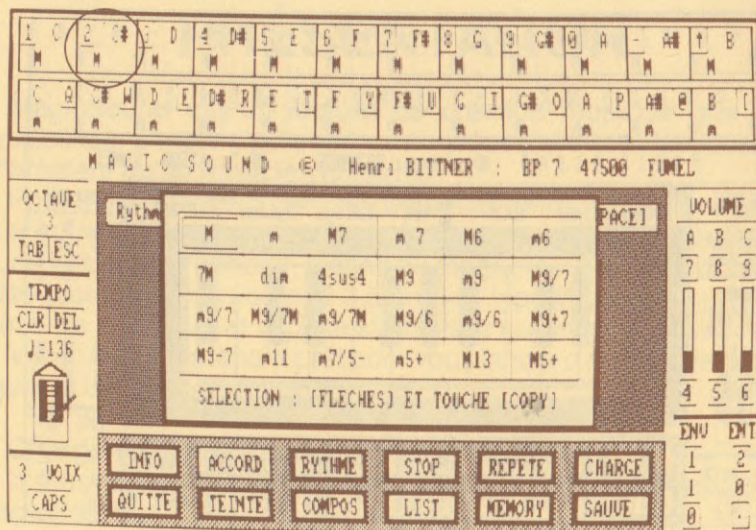 1 C 2 C# 3 D 4 D# 5 E 6 F 7 F# 8 G 9 G# 0 A - A# ↑ B
M M M M M M M M M M M M
C Q C# W D E D# R E T F Y F# U G I G# O A P A# @ B [
m m m m m m m m m m m m
MAGIC SOUND © Henri BITTNER : BP 7 47500 FUMEL
OCTAVE
3
TAB ESC
TEMPO
CLR DEL
♩=136
3 VOIX
CAPS
Rythm
PACE]
M m M7 m 7 M6 m6
7M dim 4sus4 M9 m9 M9/7
m9/7 M9/7M m9/7M M9/6 m9/6 M9+7
M9-7 m11 m7/5- m5+ M13 M5+
SELECTION : [FLECHES] ET TOUCHE [COPY]
INFO ACCORD RYTHME STOP REPETE CHARGE
QUITTE TEINTE COMPOS LIST MEMORY SAUVE
VOLUME
A B C
7 8 9
4 5 6
ENV ENT
1 2
1 0
0 .